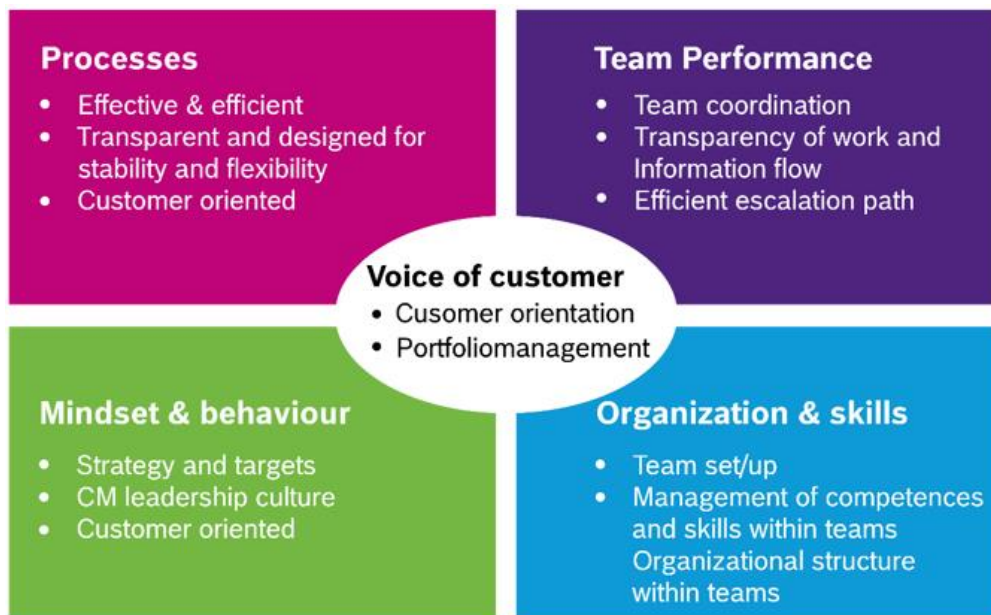 Processes
• Effective & efficient
• Transparent and designed for
stability and flexibility
• Customer oriented
Team Performance
• Team coordination
• Transparency of work and
Information flow
• Efficient escalation path
Voice of customer
• Cusomer orientation
• Portfoliomanagement
Mindset & behaviour
• Strategy and targets
• CM leadership culture
• Customer oriented
Organization & skills
• Team set/up
• Management of competences
and skills within teams
Organizational structure
within teams